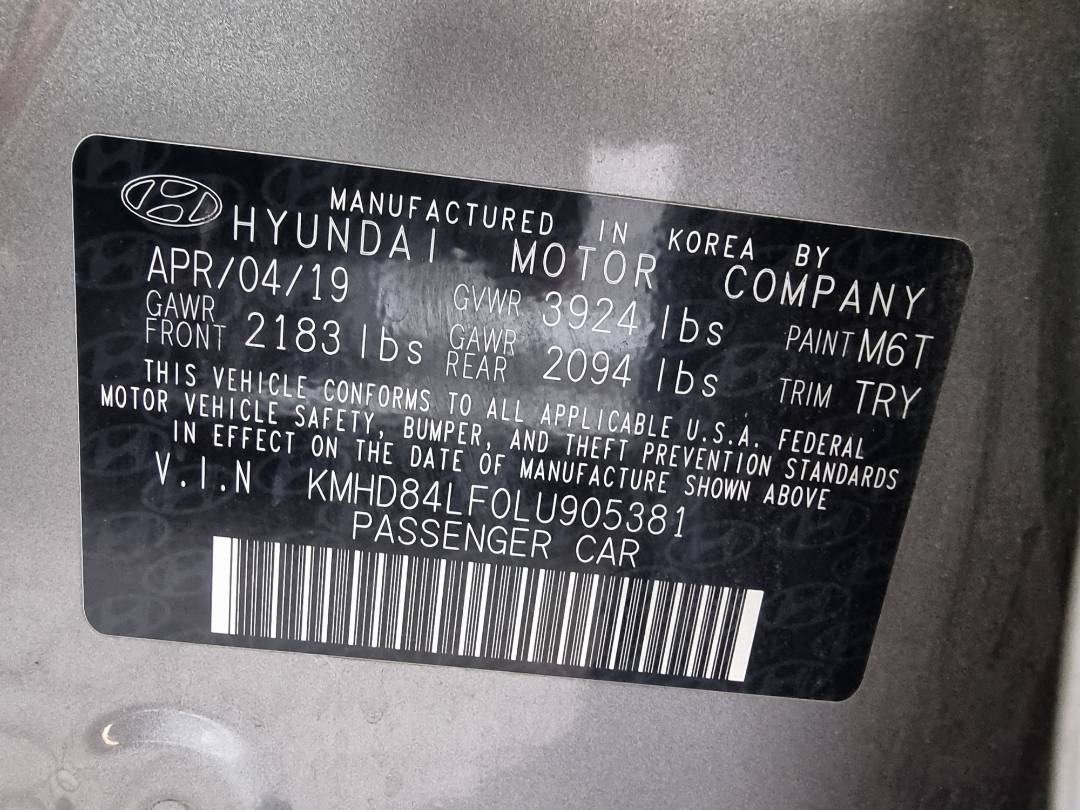 MANUFACTURED IN KOREA BY
HYUNDAI MOTOR COMPANY
APR/04/19 GVWR 3924 lbs PAINT M6T
GAWR FRONT 2183 lbs GAWR REAR 2094 lbs TRIM TRY
THIS VEHICLE CONFORMS TO ALL APPLICABLE U.S.A. FEDERAL
MOTOR VEHICLE SAFETY, BUMPER, AND THEFT PREVENTION STANDARDS
IN EFFECT ON THE DATE OF MANUFACTURE SHOWN ABOVE
V.I.N KMHD84LF0LU905381
PASSENGER CAR